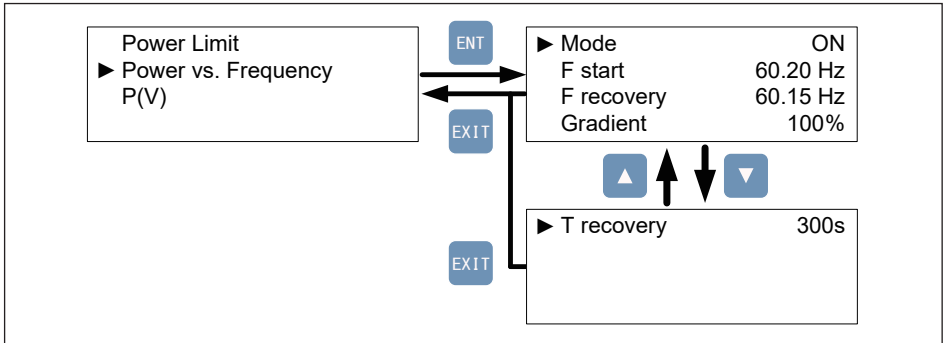 Power Limit
► Power vs. Frequency
P(V)
ENT
EXIT
► Mode ON
F start 60.20 Hz
F recovery 60.15 Hz
Gradient 100%
▲ ▼
EXIT
► T recovery 300s